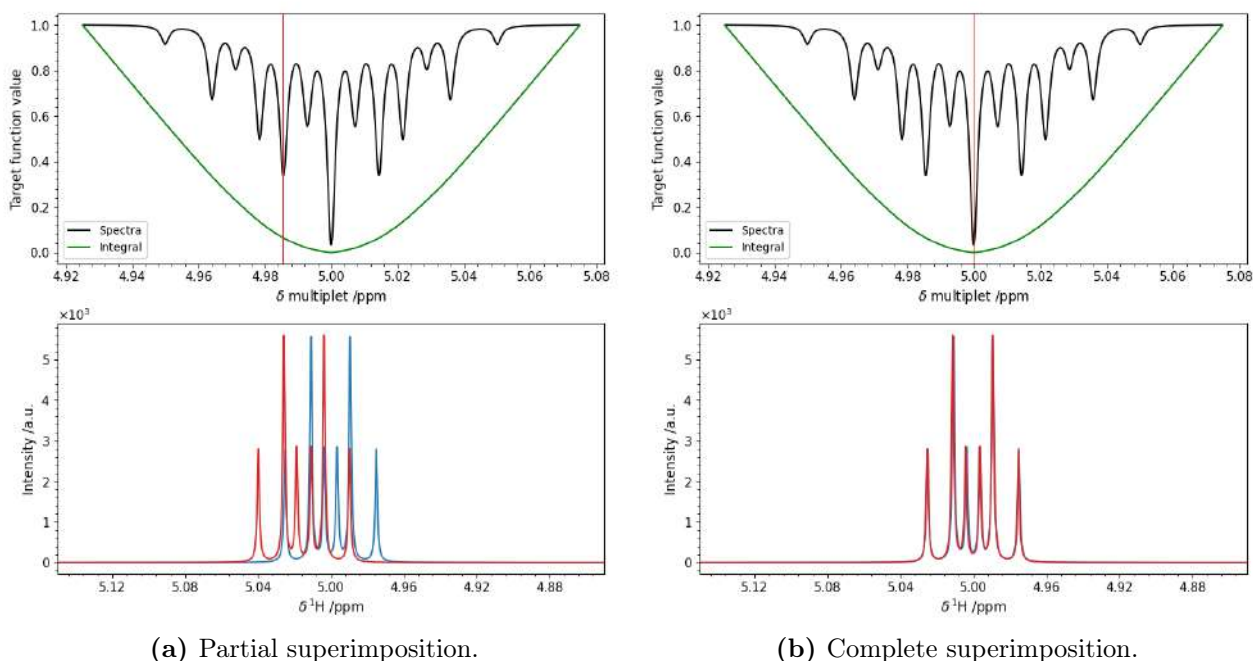 1.0
0.8
0.6
0.4
0.2
0.0
Target function value
Spectra
Integral
4.92 4.94 4.96 4.98 5.00 5.02 5.04 5.06 5.08
δ multiplet /ppm
1.0
0.8
0.6
0.4
0.2
0.0
Target function value
Spectra
Integral
4.92 4.94 4.96 4.98 5.00 5.02 5.04 5.06 5.08
δ multiplet /ppm
×10³
5
4
3
2
1
0
Intensity /a.u.
5.12 5.08 5.04 5.00 4.96 4.92 4.88
δ ¹H /ppm
×10³
5
4
3
2
1
0
Intensity /a.u.
5.12 5.08 5.04 5.00 4.96 4.92 4.88
δ ¹H /ppm
(a) Partial superimposition.
(b) Complete superimposition.